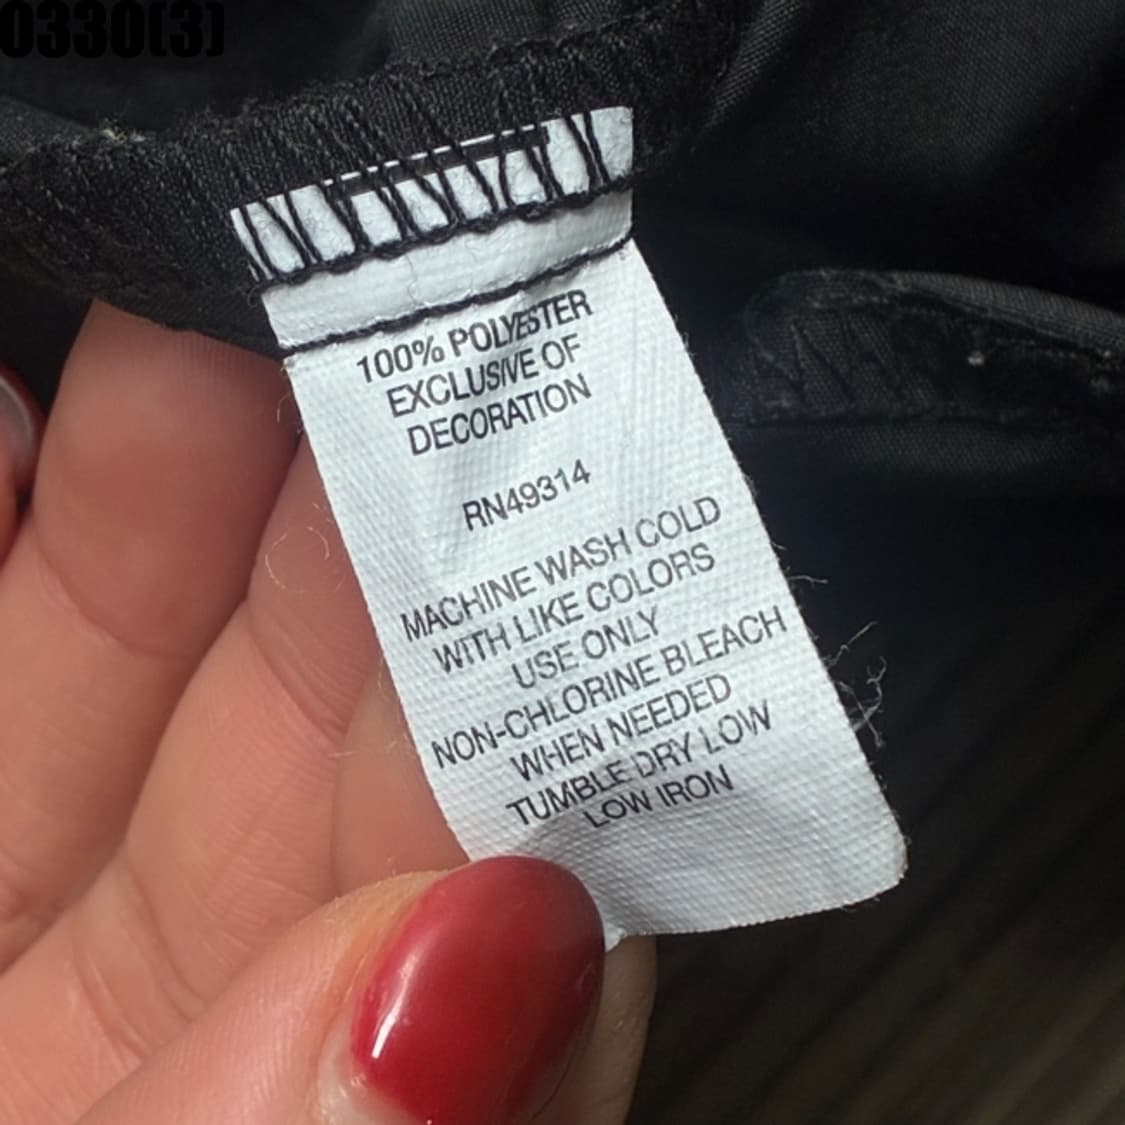 0330(3)
100% POLYESTER
EXCLUSIVE OF
DECORATION
RN49314
MACHINE WASH COLD
WITH LIKE COLORS
USE ONLY
NON-CHLORINE BLEACH
WHEN NEEDED
TUMBLE DRY LOW
LOW IRON